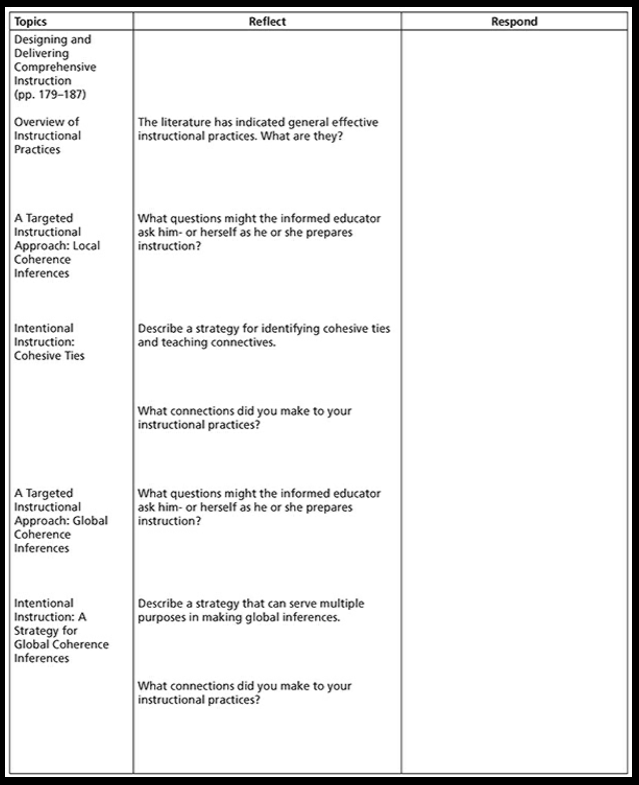 Topics
Reflect
Respond
Designing and
Delivering
Comprehensive
Instruction
(pp. 179–187)
Overview of
Instructional
Practices
The literature has indicated general effective
instructional practices. What are they?
A Targeted
Instructional
Approach: Local
Coherence
Inferences
What questions might the informed educator
ask him- or herself as he or she prepares
instruction?
Intentional
Instruction:
Cohesive Ties
Describe a strategy for identifying cohesive ties
and teaching connectives.
What connections did you make to your
instructional practices?
A Targeted
Instructional
Approach: Global
Coherence
Inferences
What questions might the informed educator
ask him- or herself as he or she prepares
instruction?
Intentional
Instruction: A
Strategy for
Global Coherence
Inferences
Describe a strategy that can serve multiple
purposes in making global inferences.
What connections did you make to your
instructional practices?